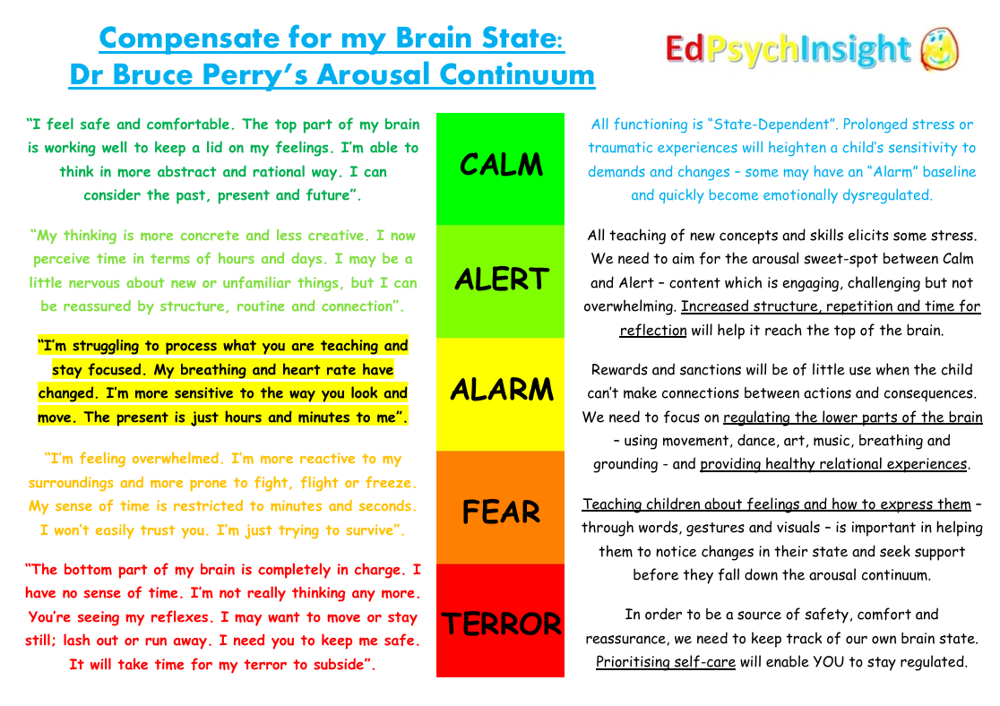 Compensate for my Brain State:
Dr Bruce Perry’s Arousal Continuum
EdPsychInsight
“I feel safe and comfortable. The top part of my brain
is working well to keep a lid on my feelings. I’m able to
think in more abstract and rational way. I can
consider the past, present and future”.
“My thinking is more concrete and less creative. I now
perceive time in terms of hours and days. I may be a
little nervous about new or unfamiliar things, but I can
be reassured by structure, routine and connection”.
“I’m struggling to process what you are teaching and
stay focused. My breathing and heart rate have
changed. I’m more sensitive to the way you look and
move. The present is just hours and minutes to me”.
“I’m feeling overwhelmed. I’m more reactive to my
surroundings and more prone to fight, flight or freeze.
My sense of time is restricted to minutes and seconds.
I won’t easily trust you. I’m just trying to survive”.
“The bottom part of my brain is completely in charge. I
have no sense of time. I’m not really thinking any more.
You’re seeing my reflexes. I may want to move or stay
still; lash out or run away. I need you to keep me safe.
It will take time for my terror to subside”.
CALM
ALERT
ALARM
FEAR
TERROR
All functioning is “State-Dependent”. Prolonged stress or
traumatic experiences will heighten a child’s sensitivity to
demands and changes – some may have an “Alarm” baseline
and quickly become emotionally dysregulated.
All teaching of new concepts and skills elicits some stress.
We need to aim for the arousal sweet-spot between Calm
and Alert – content which is engaging, challenging but not
overwhelming. Increased structure, repetition and time for
reflection will help it reach the top of the brain.
Rewards and sanctions will be of little use when the child
can’t make connections between actions and consequences.
We need to focus on regulating the lower parts of the brain
– using movement, dance, art, music, breathing and
grounding - and providing healthy relational experiences.
Teaching children about feelings and how to express them –
through words, gestures and visuals – is important in helping
them to notice changes in their state and seek support
before they fall down the arousal continuum.
In order to be a source of safety, comfort and
reassurance, we need to keep track of our own brain state.
Prioritising self-care will enable YOU to stay regulated.